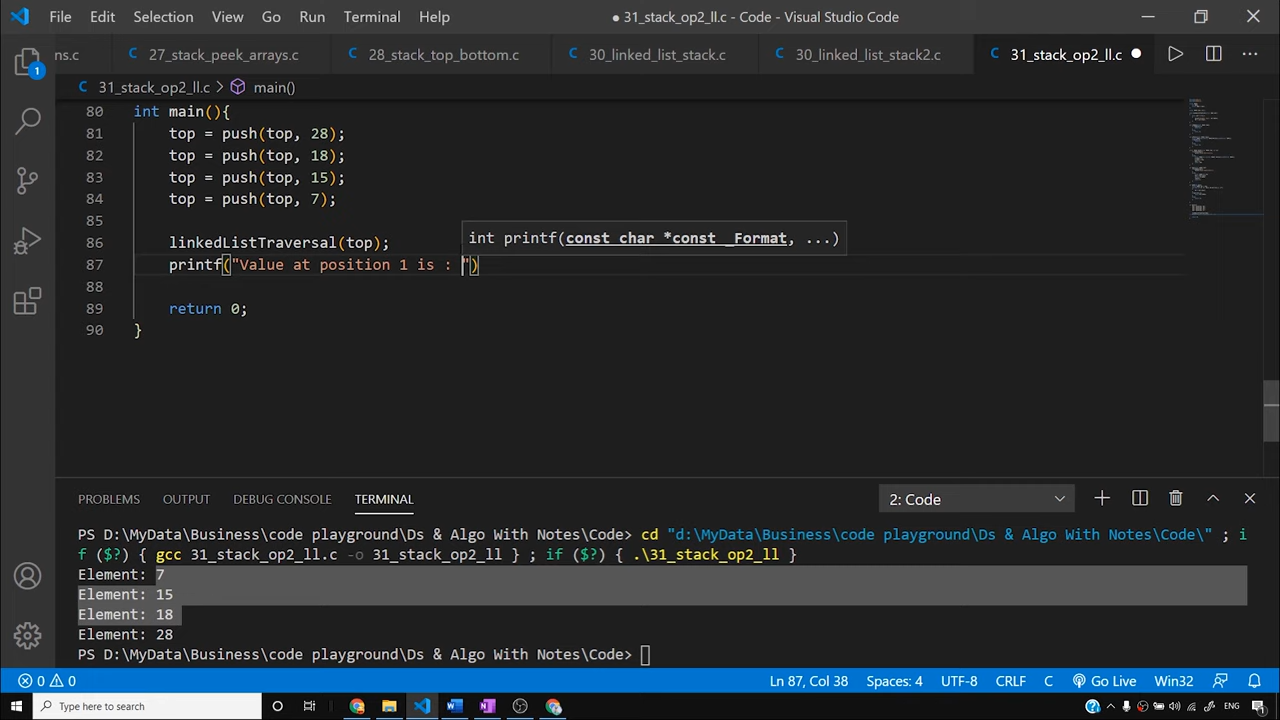 File Edit Selection View Go Run Terminal Help
● 31_stack_op2_ll.c - Code - Visual Studio Code
ns.c 27_stack_peek_arrays.c 28_stack_top_bottom.c 30_linked_list_stack.c 30_linked_list_stack2.c 31_stack_op2_ll.c ●
31_stack_op2_ll.c > main()
80 int main(){
81 top = push(top, 28);
82 top = push(top, 18);
83 top = push(top, 15);
84 top = push(top, 7);
85
86 linkedListTraversal(top);
int printf(const char *const _Format, ...)
87 printf("Value at position 1 is : ")
88
89 return 0;
90 }
PROBLEMS OUTPUT DEBUG CONSOLE TERMINAL 2: Code
PS D:\MyData\Business\code playground\Ds & Algo With Notes\Code> cd "d:\MyData\Business\code playground\Ds & Algo With Notes\Code\" ; i
f ($?) { gcc 31_stack_op2_ll.c -o 31_stack_op2_ll } ; if ($?) { .\31_stack_op2_ll }
Element: 7
Element: 15
Element: 18
Element: 28
PS D:\MyData\Business\code playground\Ds & Algo With Notes\Code>
0 0 Ln 87, Col 38 Spaces: 4 UTF-8 CRLF C Go Live Win32
Type here to search ENG